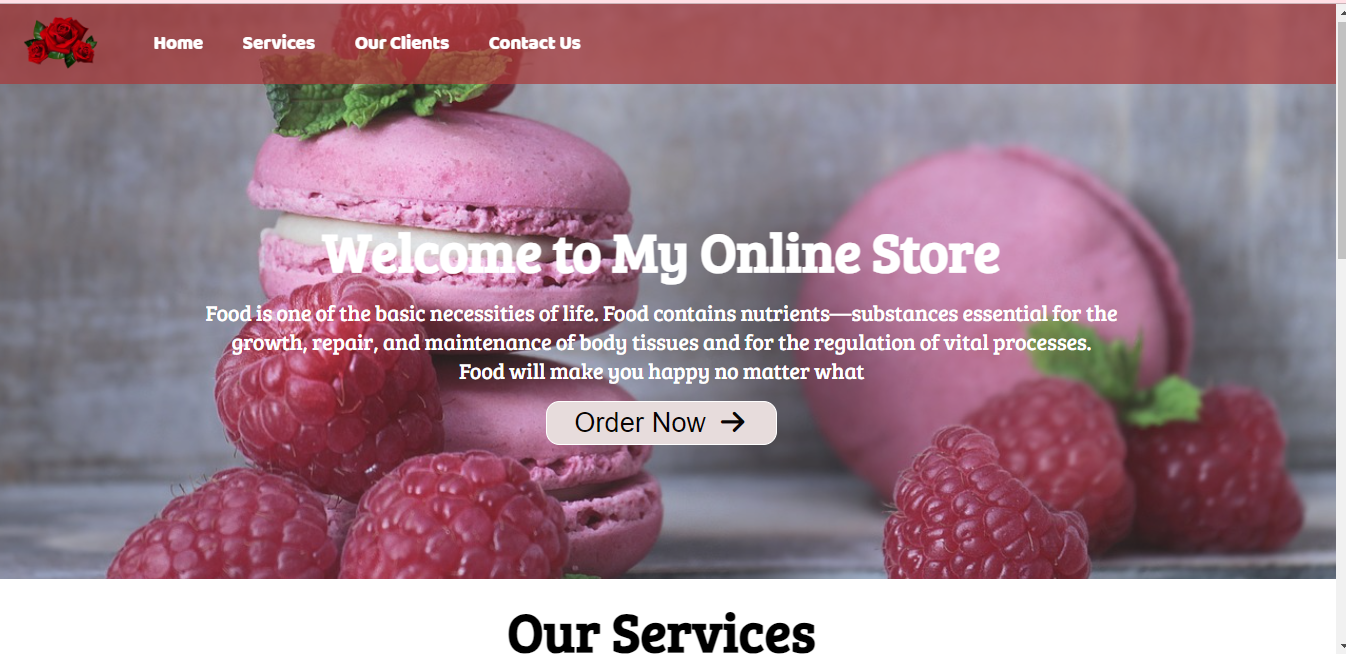 Home Services Our Clients Contact Us
Welcome to My Online Store
Food is one of the basic necessities of life. Food contains nutrients—substances essential for the
growth, repair, and maintenance of body tissues and for the regulation of vital processes.
Food will make you happy no matter what
Order Now
Our Services